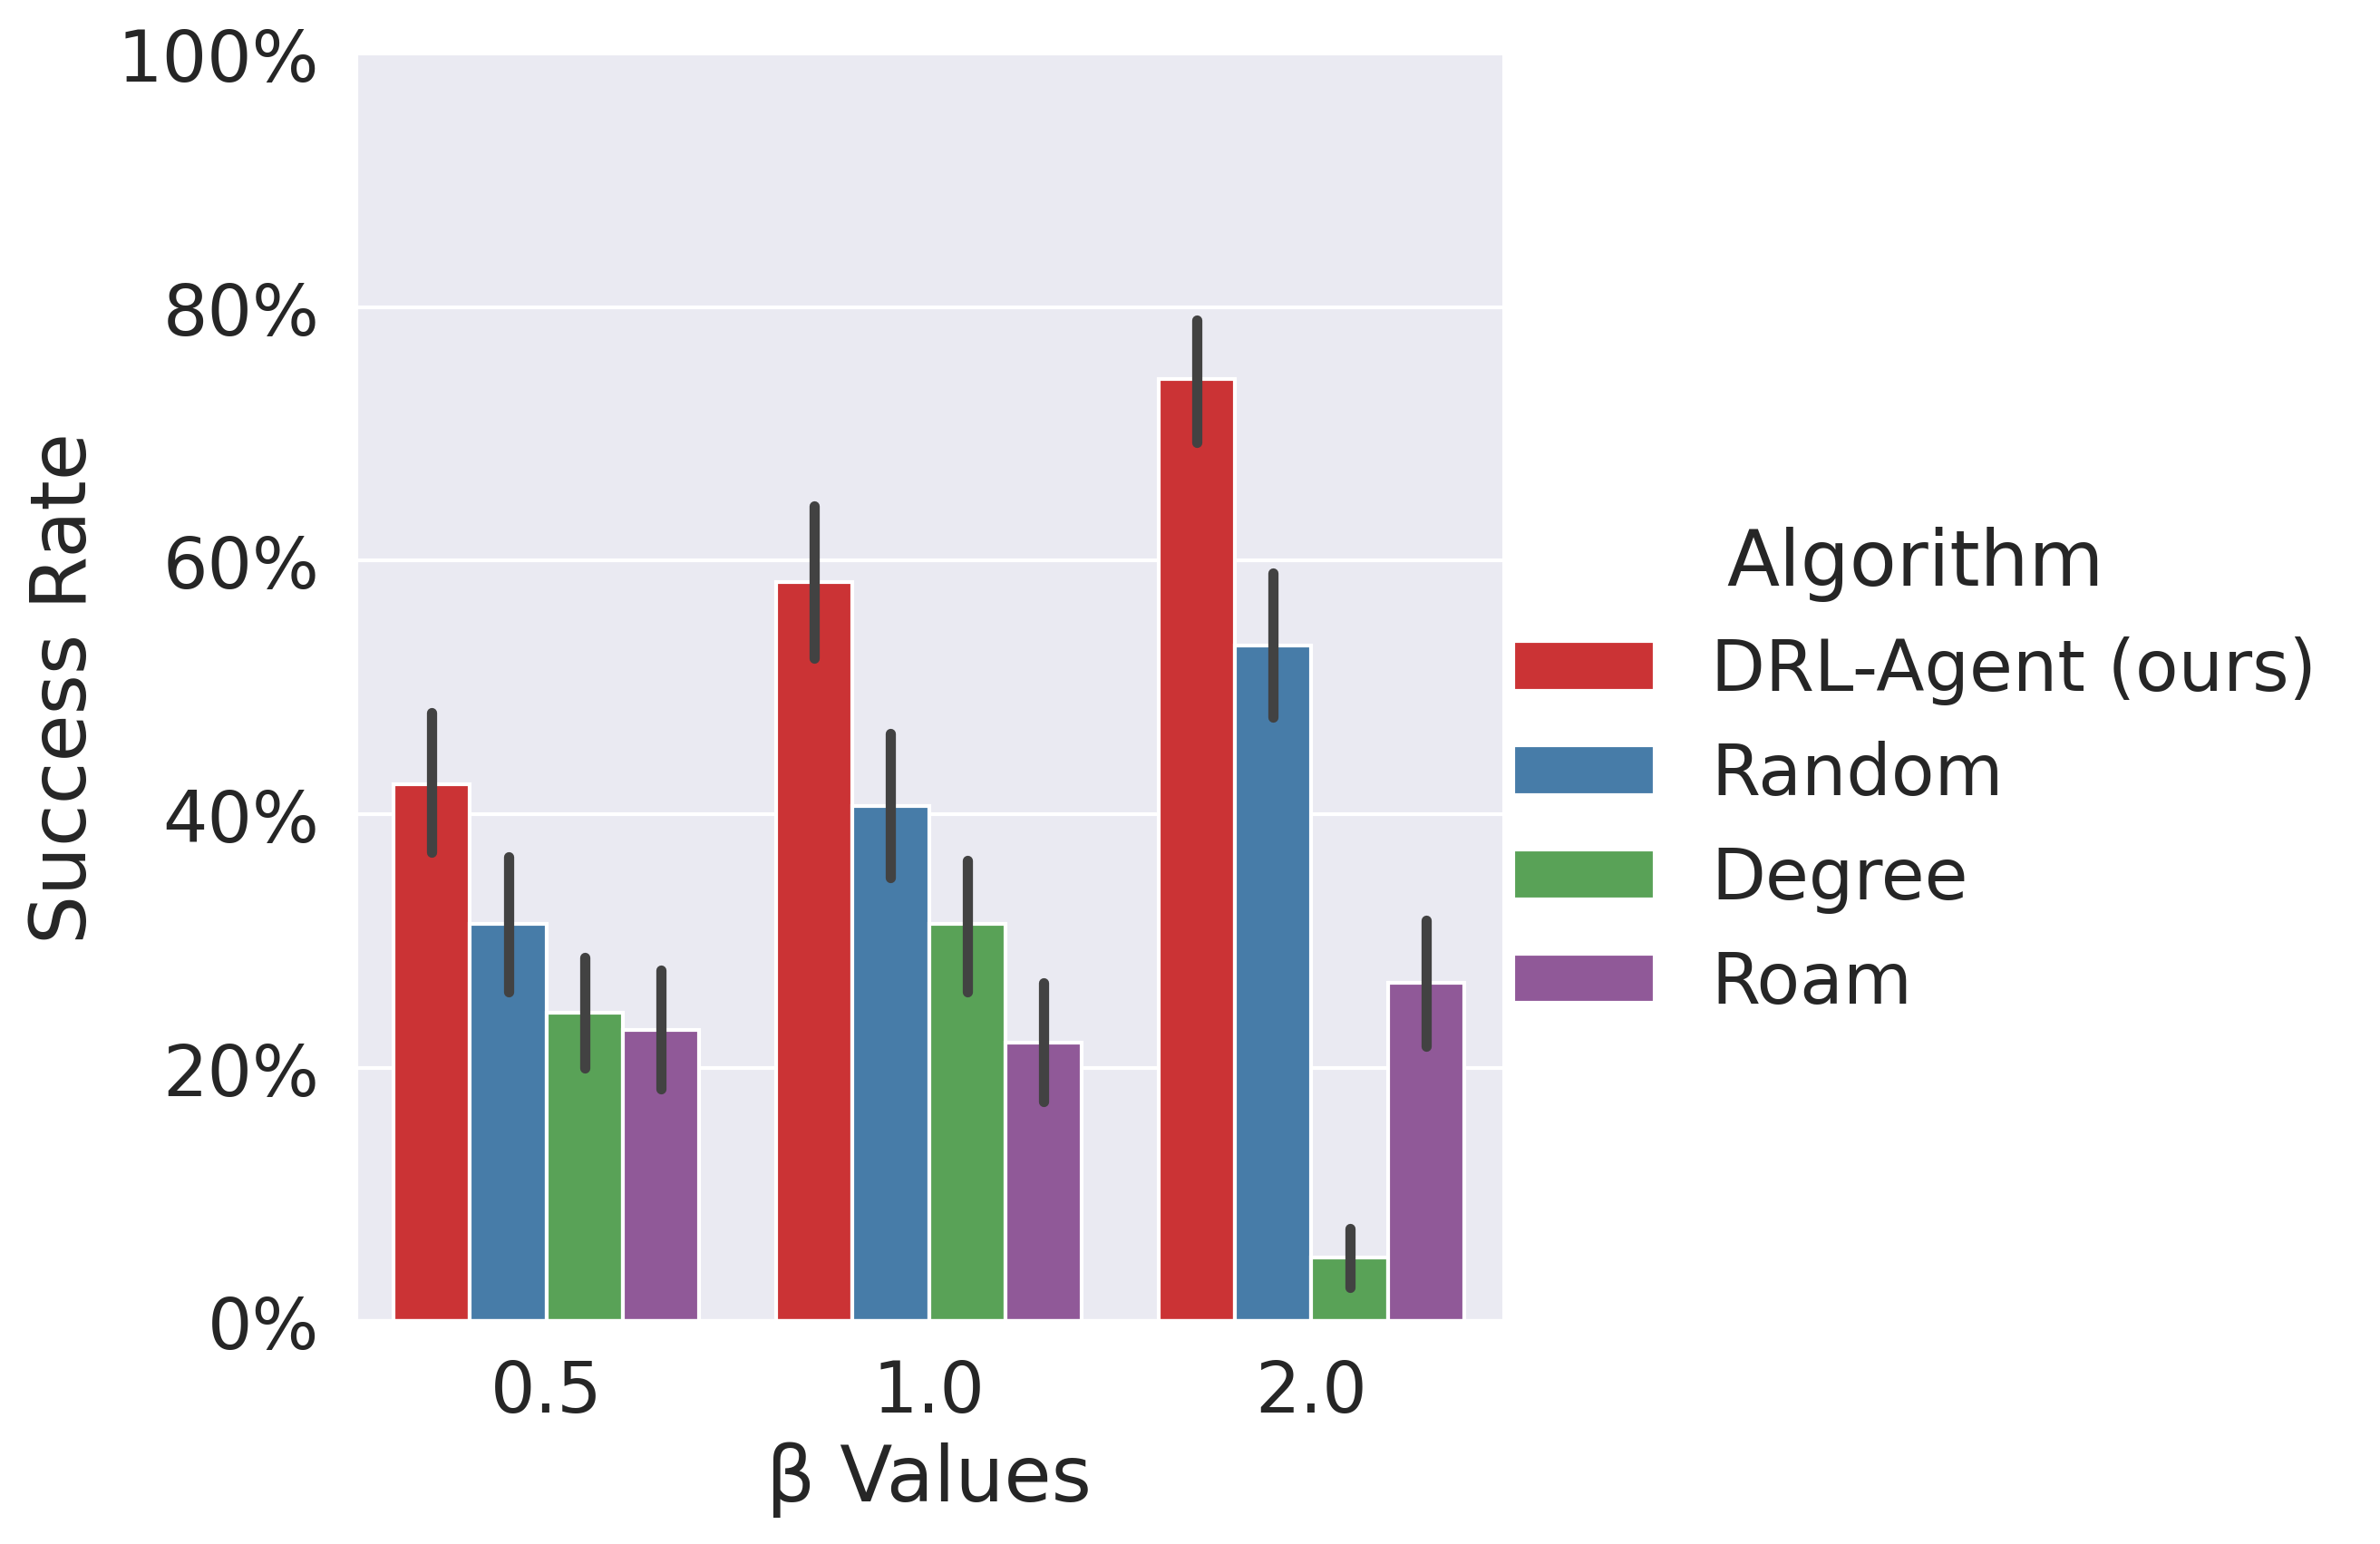 100%
80%
60%
40%
20%
0%
Success Rate
0.5 1.0 2.0
β Values
Algorithm
DRL-Agent (ours)
Random
Degree
Roam